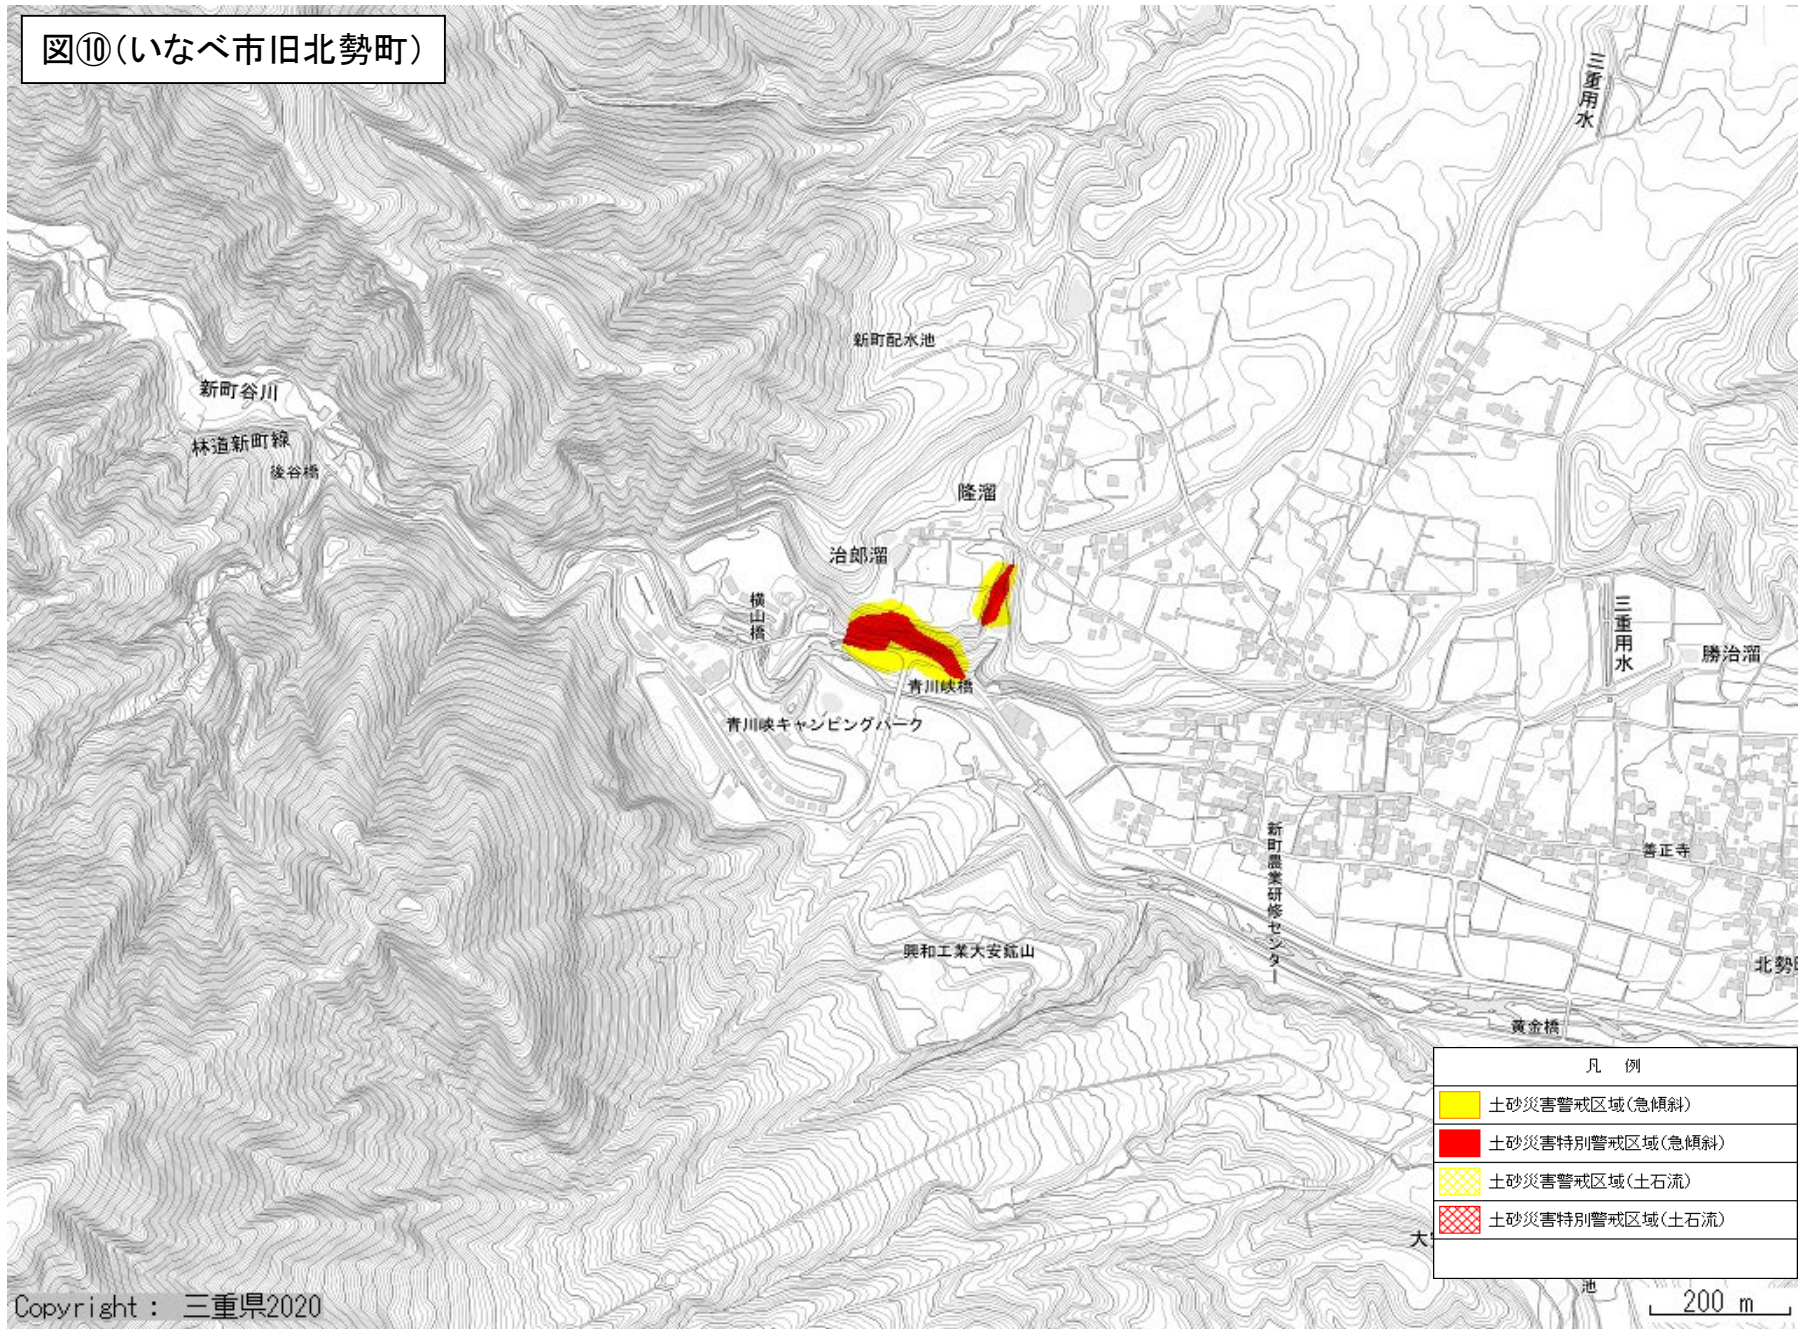 図⑩(いなべ市旧北勢町)
三重用水
新町配水池
新町谷川
林道新町線
後谷橋
隆溜
治郎溜
横山橋
三重用水
勝治溜
青川峡橋
青川峡キャンピングパーク
新町農業研修センター
善正寺
興和工業大安鉱山
北勢町
黄金橋
凡 例
土砂災害警戒区域(急傾斜)
土砂災害特別警戒区域(急傾斜)
土砂災害警戒区域(土石流)
土砂災害特別警戒区域(土石流)
大
池
Copyright : 三重県2020
200 m